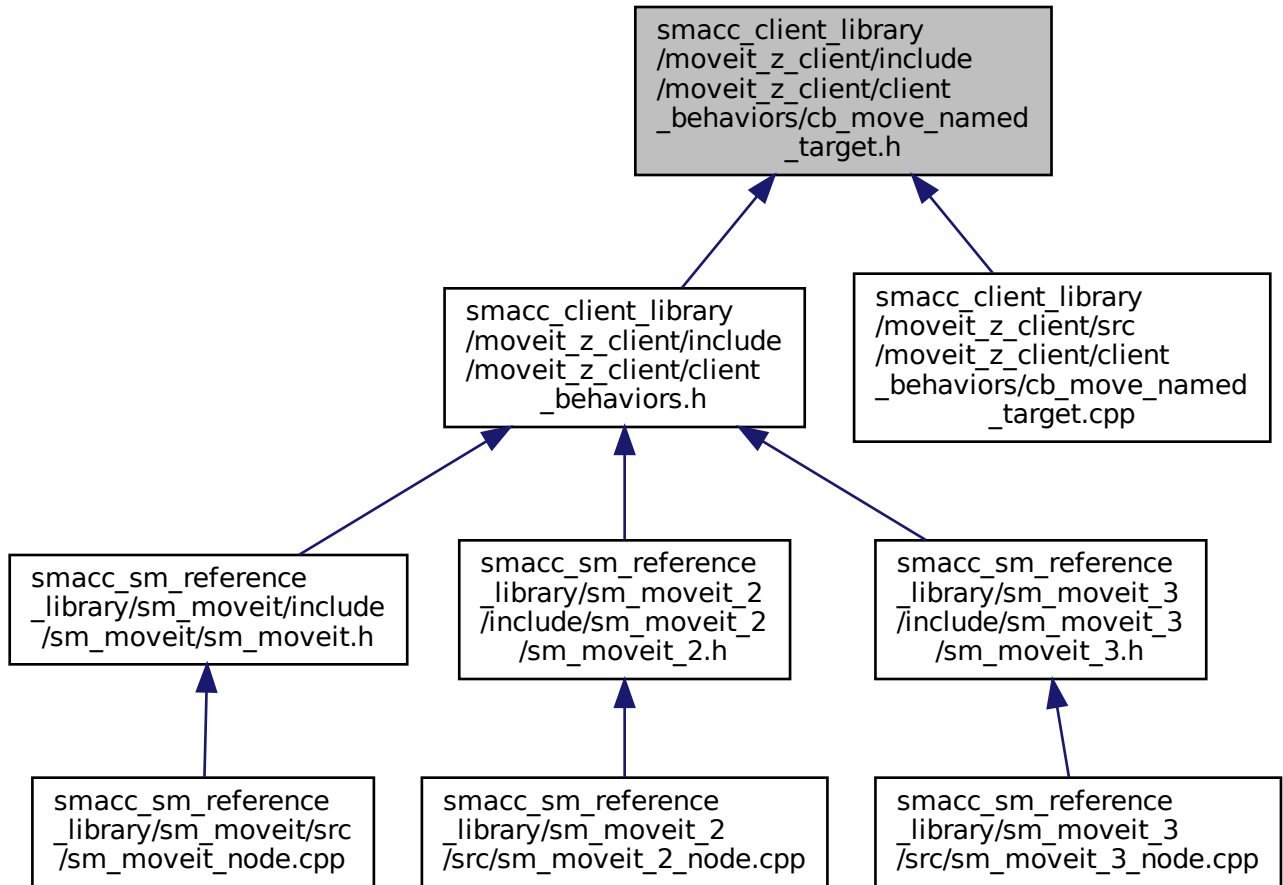 smacc_client_library
/moveit_z_client/include
/moveit_z_client/client
_behaviors/cb_move_named
_target.h
smacc_client_library
/moveit_z_client/include
/moveit_z_client/client
_behaviors.h
smacc_client_library
/moveit_z_client/src
/moveit_z_client/client
_behaviors/cb_move_named
_target.cpp
smacc_sm_reference
_library/sm_moveit/include
/sm_moveit/sm_moveit.h
smacc_sm_reference
_library/sm_moveit_2
/include/sm_moveit_2
/sm_moveit_2.h
smacc_sm_reference
_library/sm_moveit_3
/include/sm_moveit_3
/sm_moveit_3.h
smacc_sm_reference
_library/sm_moveit/src
/sm_moveit_node.cpp
smacc_sm_reference
_library/sm_moveit_2
/src/sm_moveit_2_node.cpp
smacc_sm_reference
_library/sm_moveit_3
/src/sm_moveit_3_node.cpp